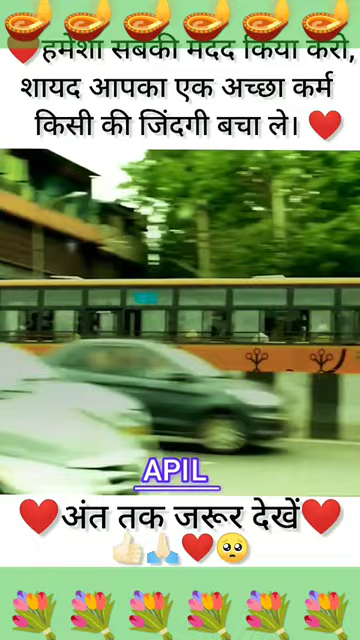 ❤️हमेशा सबकी मदद किया करो,
शायद आपका एक अच्छा कर्म
किसी की जिंदगी बचा ले। ❤️
APIL
❤️अंत तक जरूर देखें❤️
👍🏻🙏🏻❤️🥺